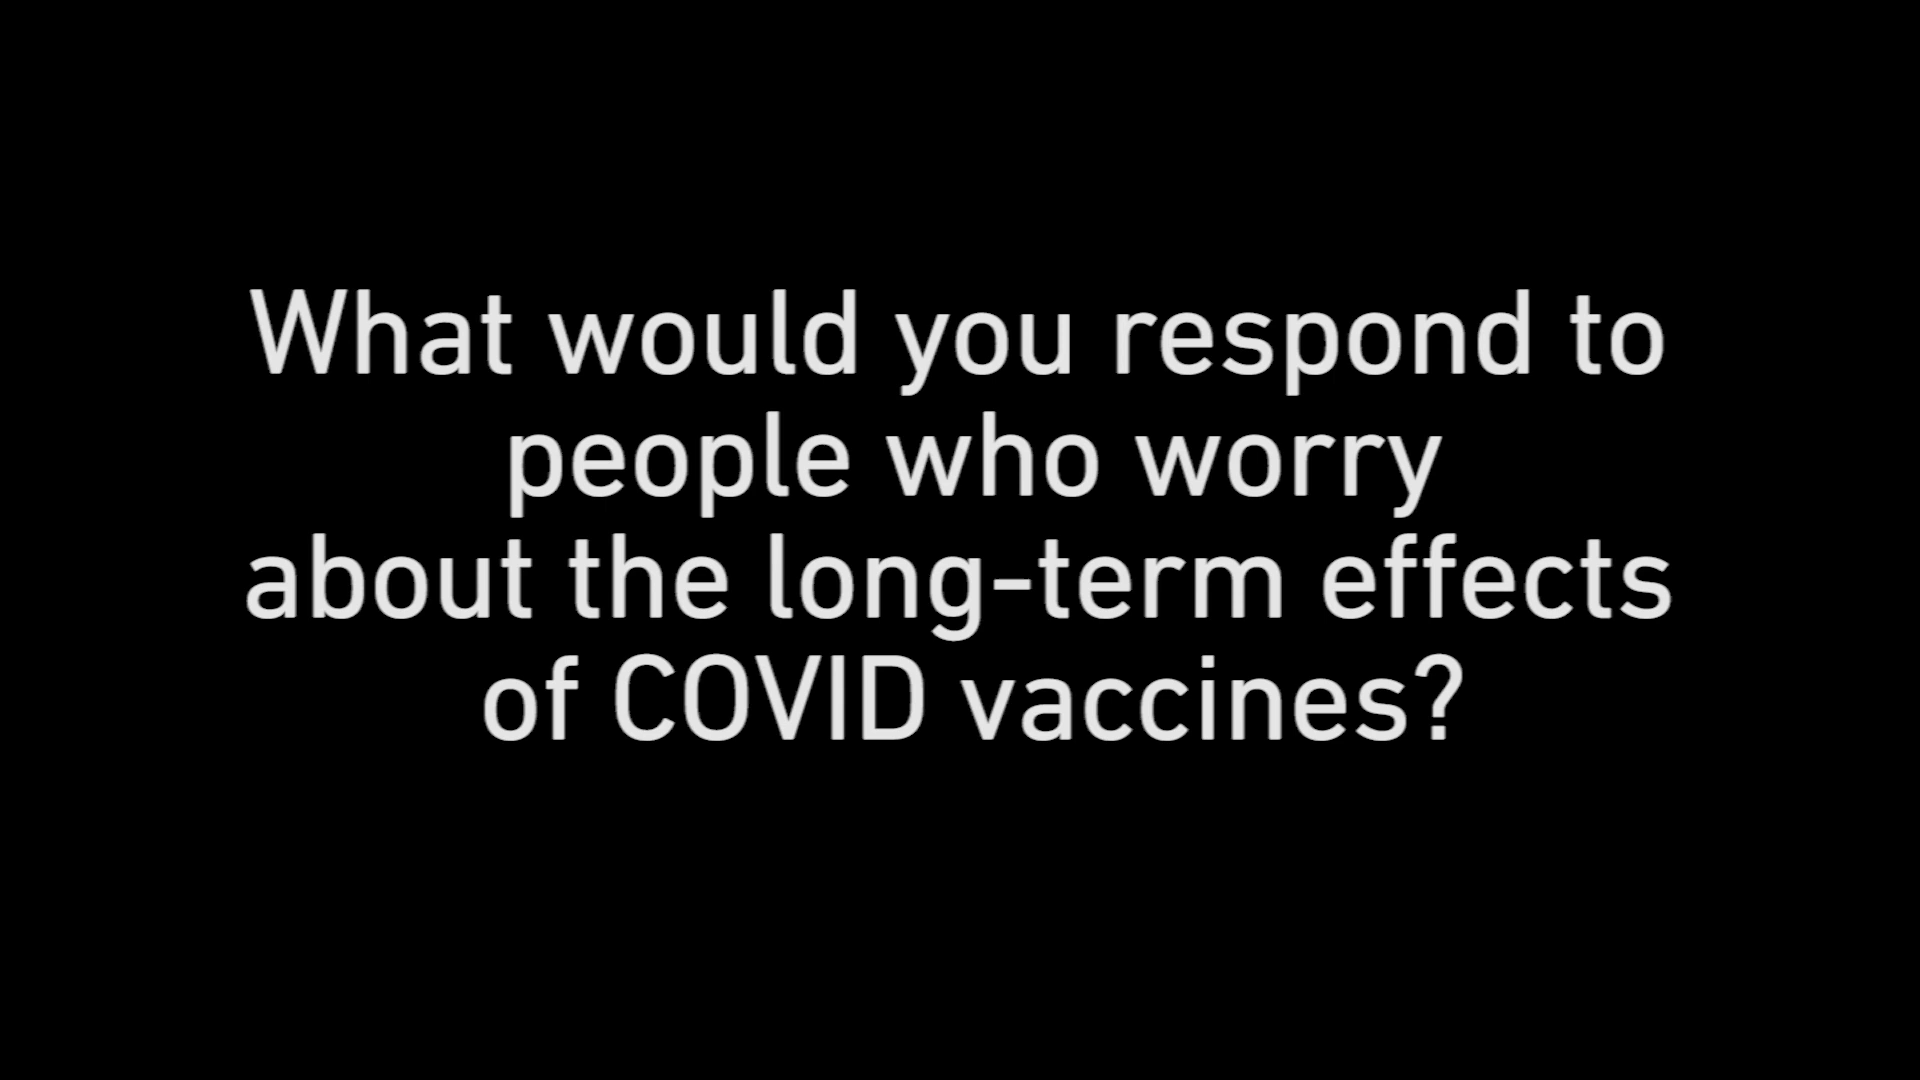 What would you respond to
people who worry
about the long-term effects
of COVID vaccines?